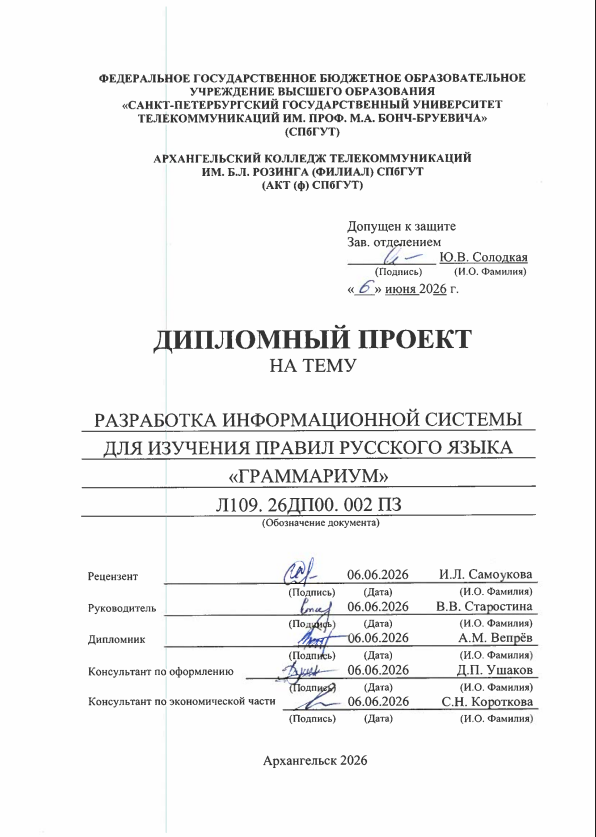 ФЕДЕРАЛЬНОЕ ГОСУДАРСТВЕННОЕ БЮДЖЕТНОЕ ОБРАЗОВАТЕЛЬНОЕ
УЧРЕЖДЕНИЕ ВЫСШЕГО ОБРАЗОВАНИЯ
«САНКТ-ПЕТЕРБУРГСКИЙ ГОСУДАРСТВЕННЫЙ УНИВЕРСИТЕТ
ТЕЛЕКОММУНИКАЦИЙ ИМ. ПРОФ. М.А. БОНЧ-БРУЕВИЧА»
(СПбГУТ)
АРХАНГЕЛЬСКИЙ КОЛЛЕДЖ ТЕЛЕКОММУНИКАЦИЙ
ИМ. Б.Л. РОЗИНГА (ФИЛИАЛ) СПбГУТ
(АКТ (ф) СПбГУТ)
Допущен к защите
Зав. отделением
Ю.В. Солодкая
(Подпись) (И.О. Фамилия)
« 6 » июня 2026 г.
ДИПЛОМНЫЙ ПРОЕКТ
НА ТЕМУ
РАЗРАБОТКА ИНФОРМАЦИОННОЙ СИСТЕМЫ
ДЛЯ ИЗУЧЕНИЯ ПРАВИЛ РУССКОГО ЯЗЫКА
«ГРАММАРИУМ»
Л109. 26ДП00. 002 ПЗ
(Обозначение документа)
Рецензент 06.06.2026 И.Л. Самоукова
(Подпись) (Дата) (И.О. Фамилия)
Руководитель 06.06.2026 В.В. Старостина
(Подпись) (Дата) (И.О. Фамилия)
Дипломник 06.06.2026 А.М. Вепрёв
(Подпись) (Дата) (И.О. Фамилия)
Консультант по оформлению 06.06.2026 Д.П. Ушаков
(Подпись) (Дата) (И.О. Фамилия)
Консультант по экономической части 06.06.2026 С.Н. Короткова
(Подпись) (Дата) (И.О. Фамилия)
Архангельск 2026